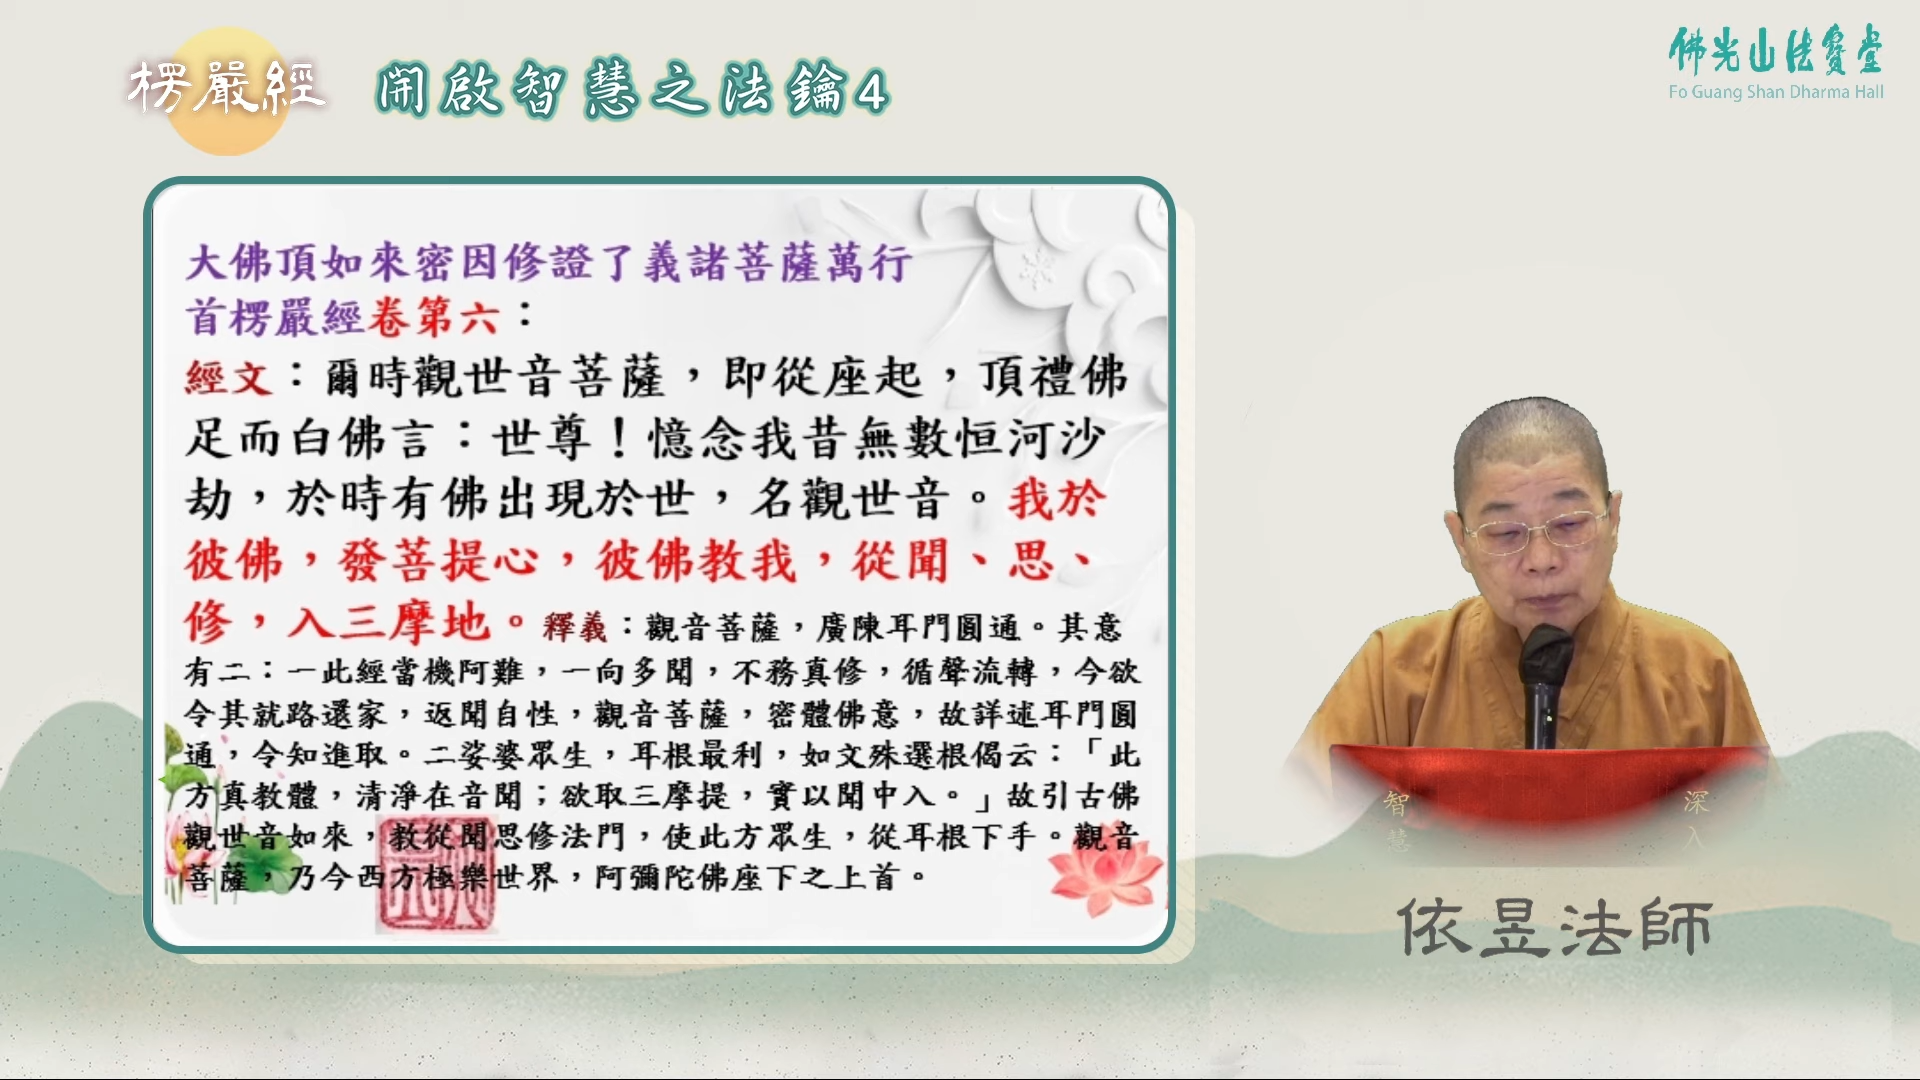 楞嚴經 開啟智慧之法鑰4
佛光山法寶堂
Fo Guang Shan Dharma Hall
大佛頂如來密因修證了義諸菩薩萬行
首楞嚴經卷第六：
經文：爾時觀世音菩薩，即從座起，頂禮佛
足而白佛言：世尊！憶念我昔無數恒河沙
劫，於時有佛出現於世，名觀世音。我於
彼佛，發菩提心，彼佛教我，從聞、思、
修，入三摩地。釋義：觀音菩薩，廣陳耳門圓通。其意
有二：一此經當機阿難，一向多聞，不務真修，循聲流轉，今欲
令其就路還家，返聞自性，觀音菩薩，密體佛意，故詳述耳門圓
通，令知進取。二娑婆眾生，耳根最利，如文殊選根偈云：「此
方真教體，清淨在音聞；欲取三摩提，實以聞中入。」故引古佛
觀世音如來，教從聞思修法門，使此方眾生，從耳根下手。觀音
菩薩，乃今西方極樂世界，阿彌陀佛座下之上首。
智慧
深入
依昱法師